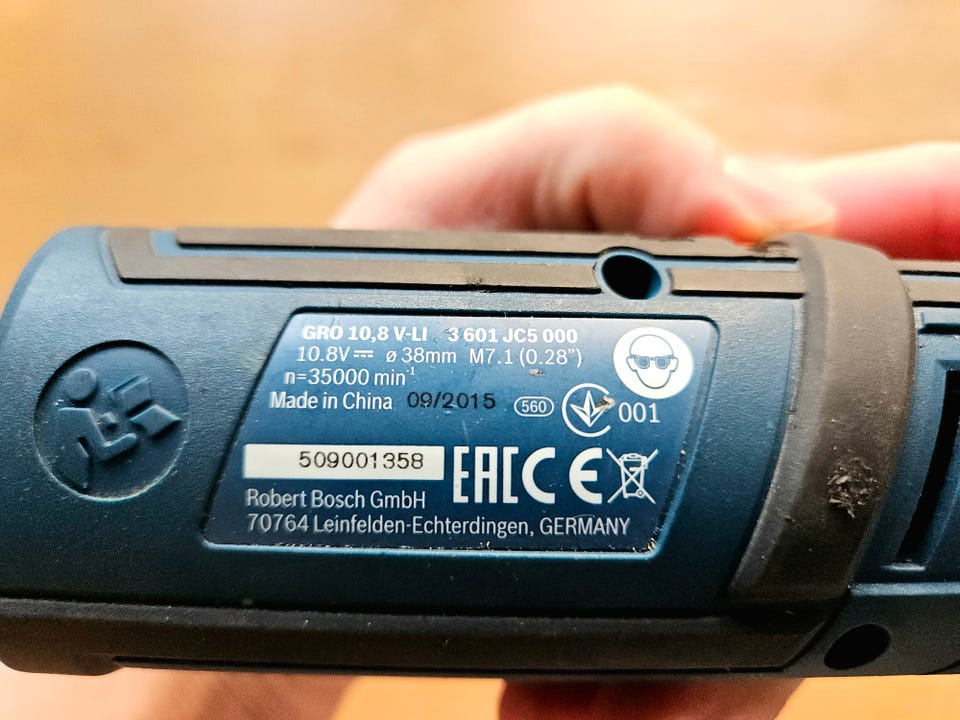 GRO 10,8 V-LI 3 601 JC5 000
10.8V ⎓ ø 38mm M7.1 (0.28")
n=35000 min⁻¹
Made in China 09/2015 560 001
509001358 EAC CE
Robert Bosch GmbH
70764 Leinfelden-Echterdingen, GERMANY